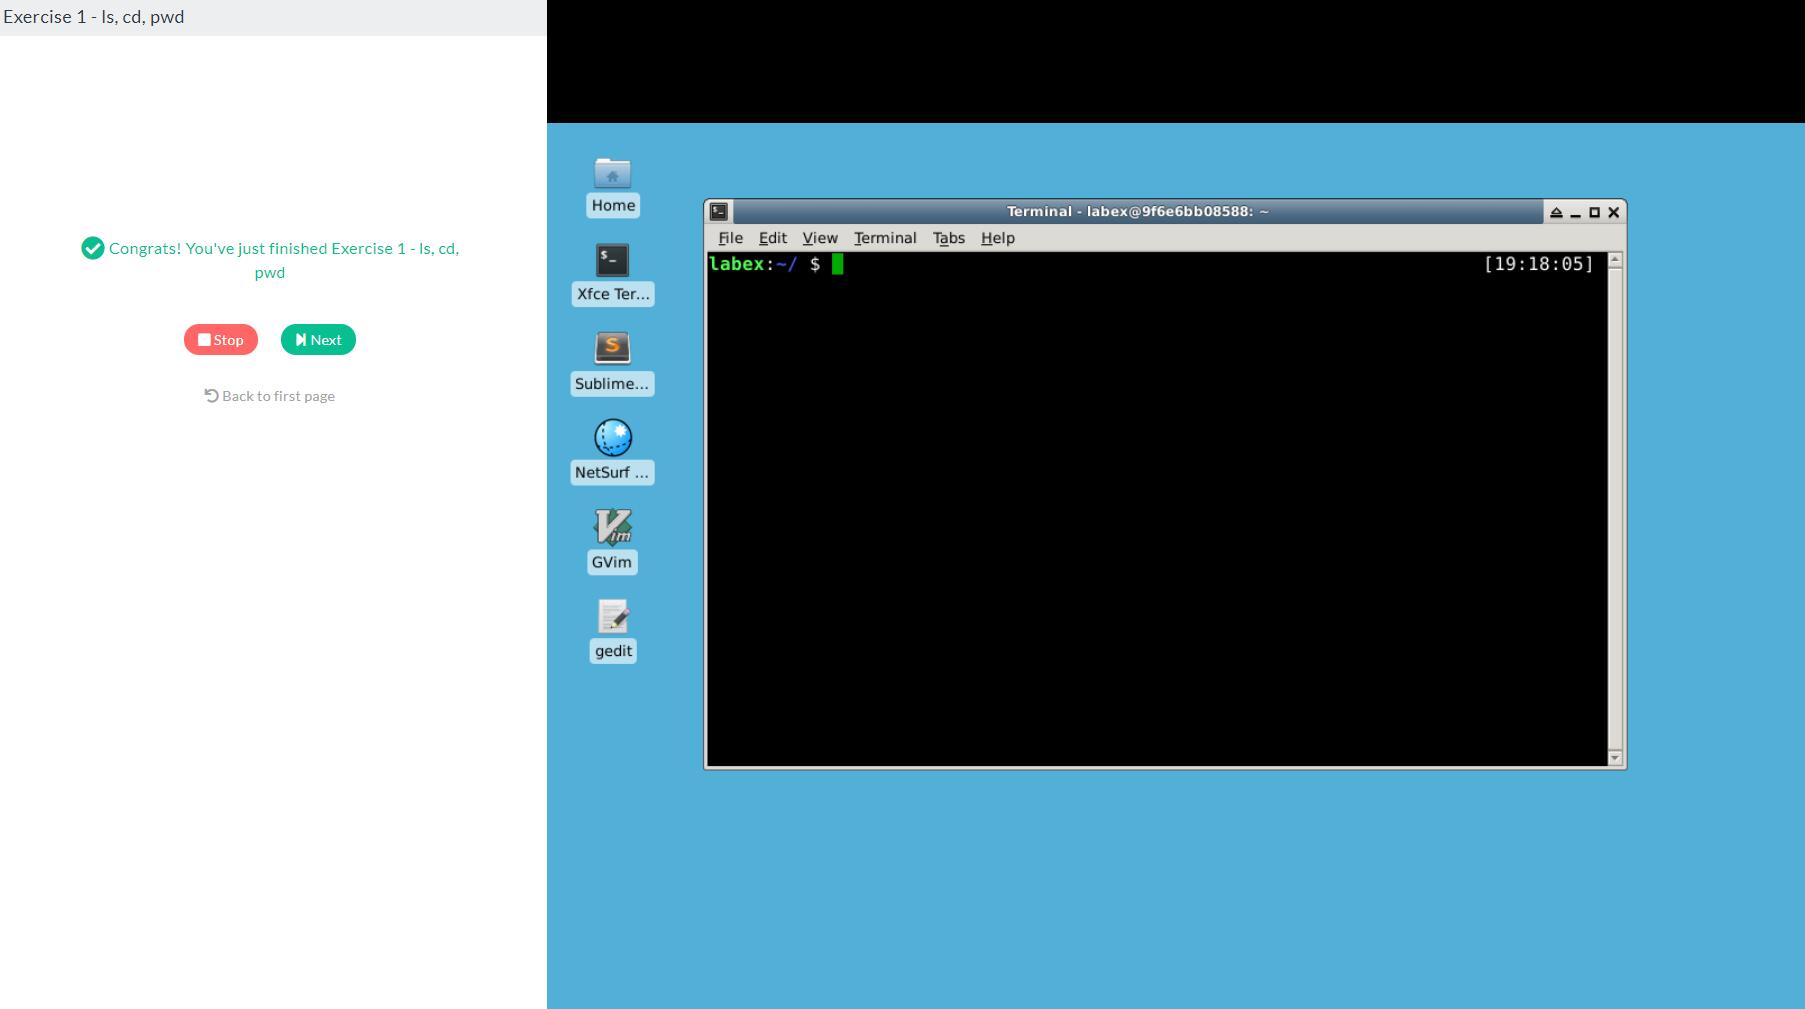 Exercise 1 - ls, cd, pwd
Congrats! You've just finished Exercise 1 - ls, cd,
pwd
Stop
Next
Back to first page
Home
Xfce Ter...
Sublime...
NetSurf ...
GVim
gedit
Terminal - labex@9f6e6bb08588: ~
File Edit View Terminal Tabs Help
labex:~/ $ [19:18:05]